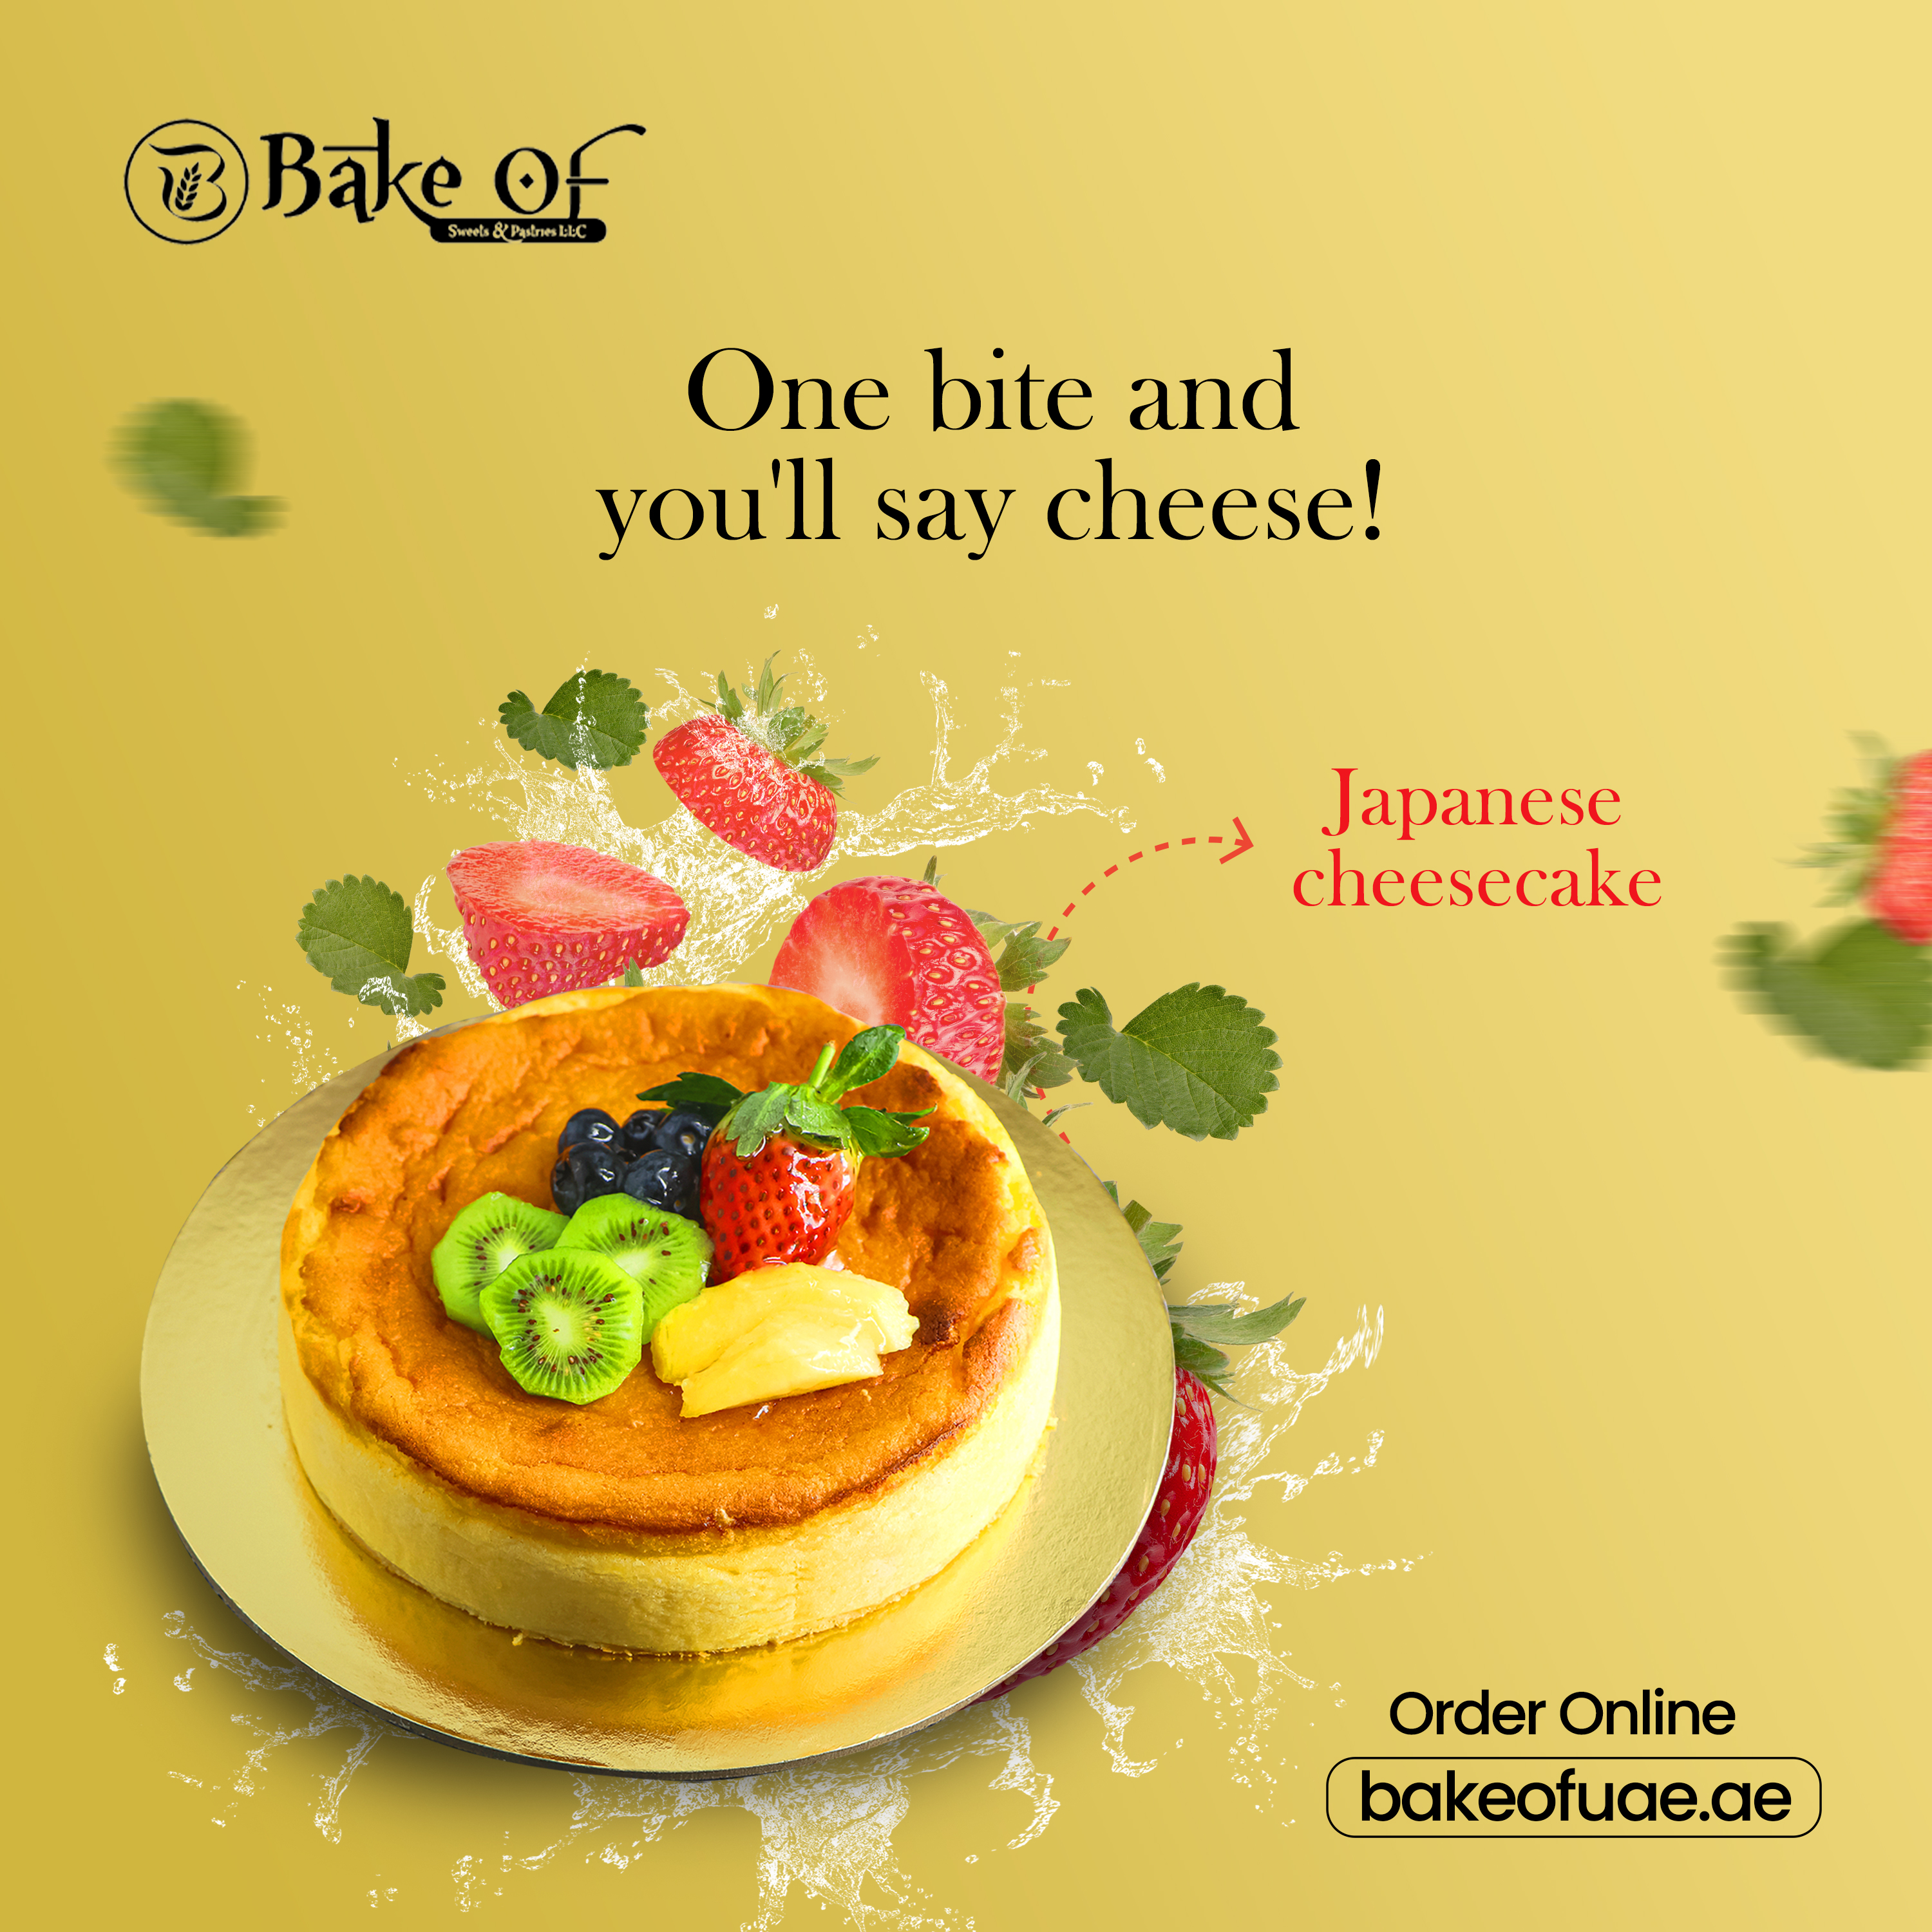 Bake Of
Sweets & Pastries LLC
One bite and
you'll say cheese!
Japanese
cheesecake
Order Online
bakeofuae.ae